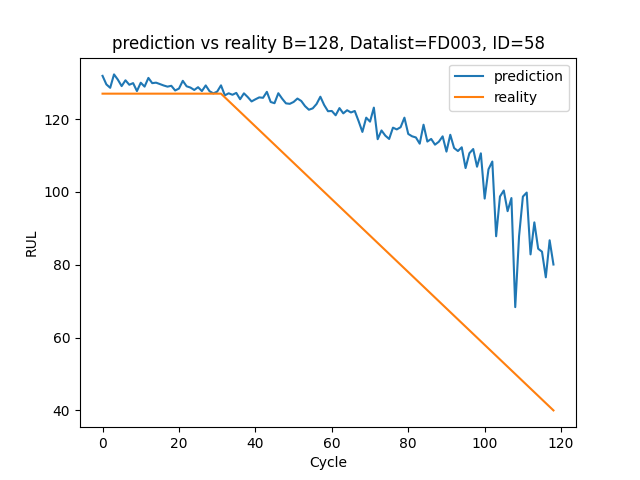 prediction vs reality B=128, Datalist=FD003, ID=58
prediction
reality
RUL
120
100
80
60
40
0 20 40 60 80 100 120
Cycle